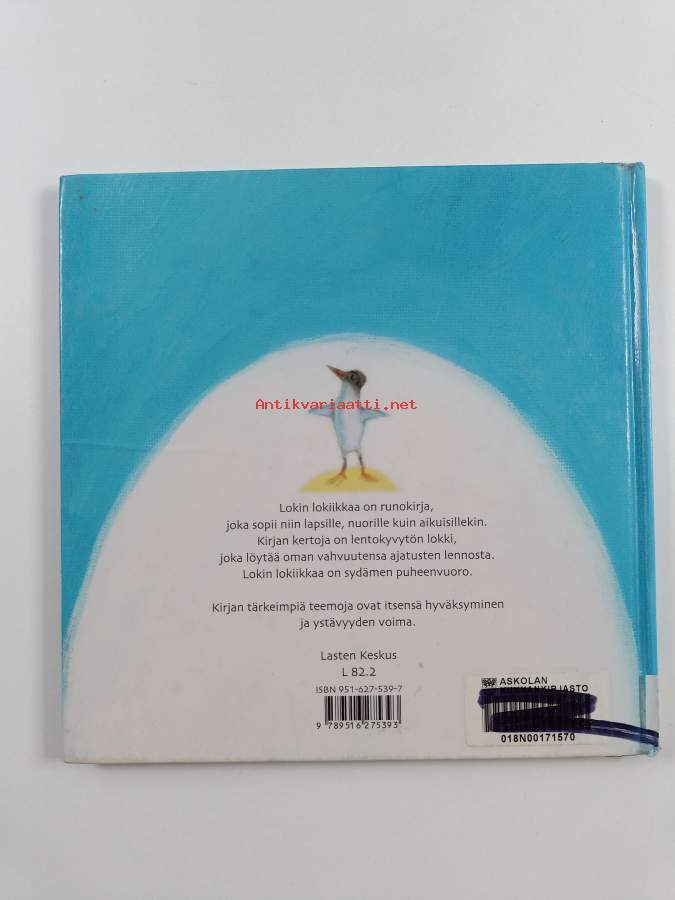 Antikvariaatti.net
Lokin lokiikkaa on runokirja,
joka sopii niin lapsille, nuorille kuin aikuisillekin.
Kirjan kertoja on lentokyvytön lokki,
joka löytää oman vahvuutensa ajatusten lennosta.
Lokin lokiikkaa on sydämen puheenvuoro.
Kirjan tärkeimpiä teemoja ovat itsensä hyväksyminen
ja ystävyyden voima.
Lasten Keskus
L 82.2
ISBN 951-627-539-7
9 789516 275393
ASKOLAN
018N00171570